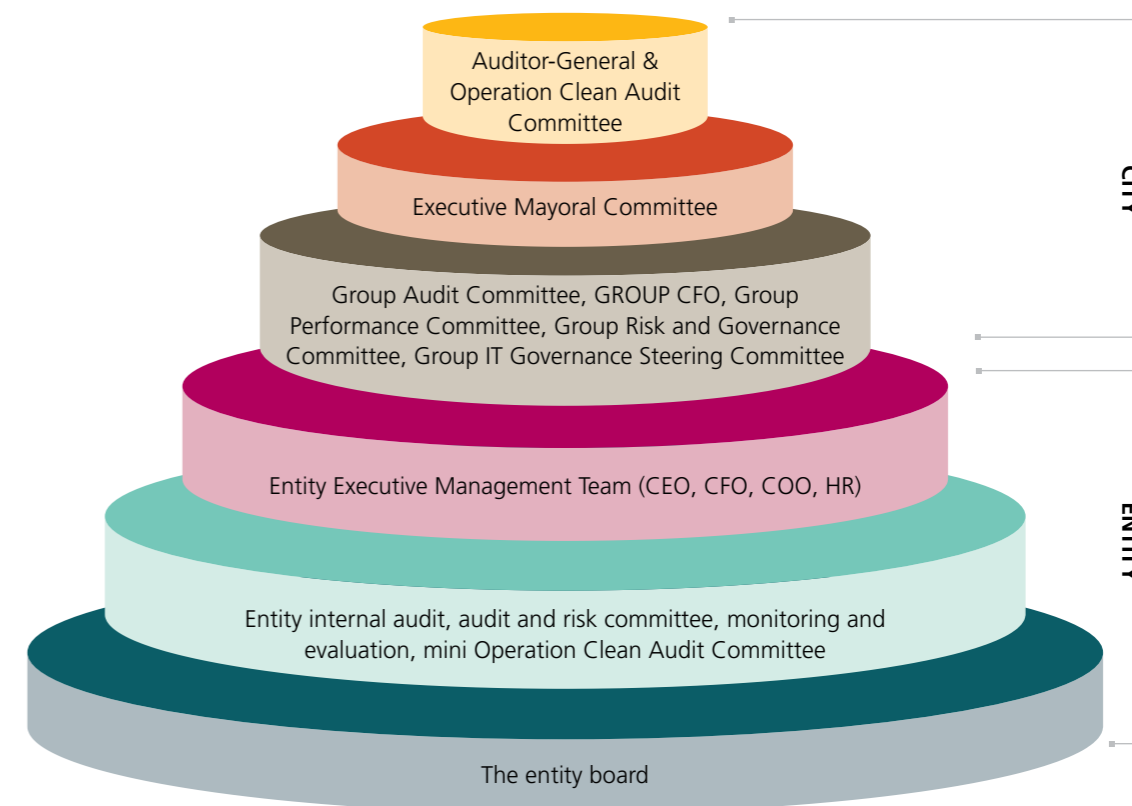 Auditor-General &
Operation Clean Audit
Committee
Executive Mayoral Committee
CITY
Group Audit Committee, GROUP CFO, Group
Performance Committee, Group Risk and Governance
Committee, Group IT Governance Steering Committee
Entity Executive Management Team (CEO, CFO, COO, HR)
ENTITY
Entity internal audit, audit and risk committee, monitoring and
evaluation, mini Operation Clean Audit Committee
The entity board